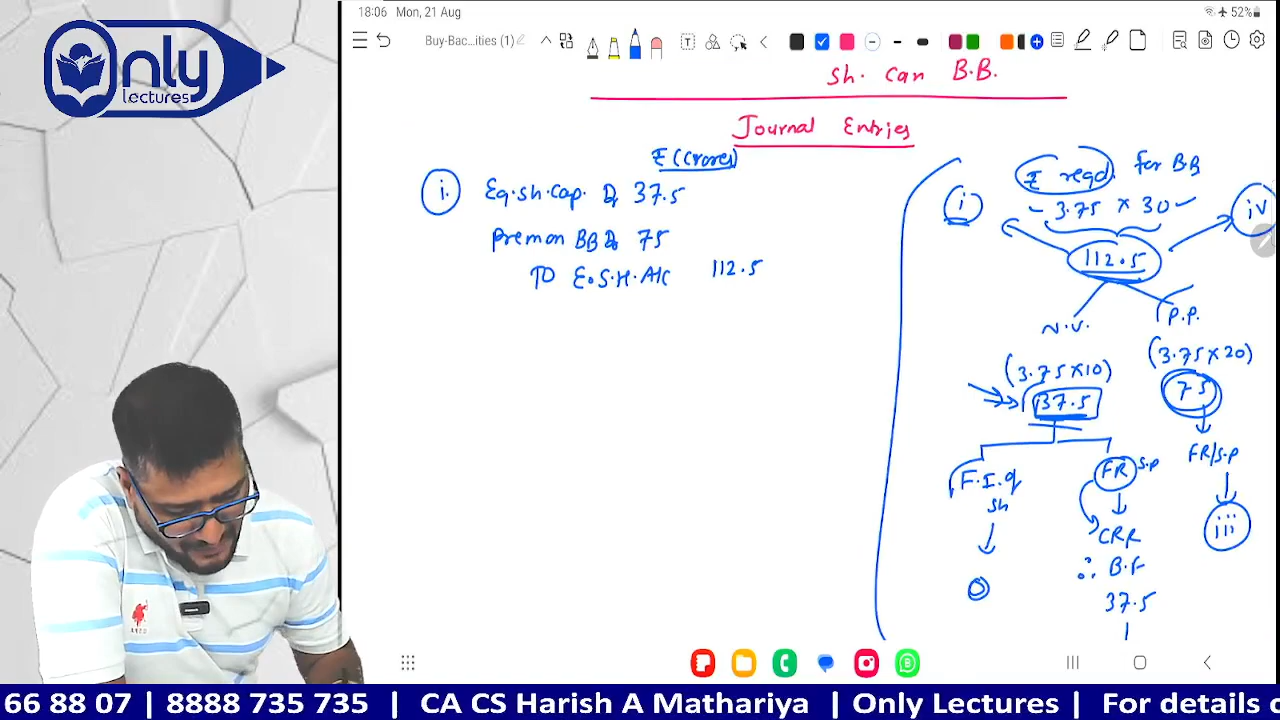 18:06 Mon, 21 Aug
52%
Only
Lectures
Buy-Bac...ities (1)
Sh. can B.B.
Journal Entries
₹ (Crores)
i. Eq.sh.cap. Dr 37.5
Prem on BB Dr 75
TO E.S.H. A/c 112.5
₹ reqd. for BB
3.75 × 30
i
iv
112.5
N.V.
P.P.
(3.75×10)
(3.75×20)
37.5
75
F.I. of sh
FR S.P
FR/S.P
CRR
iii
∴ B.F
0
37.5
66 88 07 | 8888 735 735 | CA CS Harish A Mathariya | Only Lectures | For details c